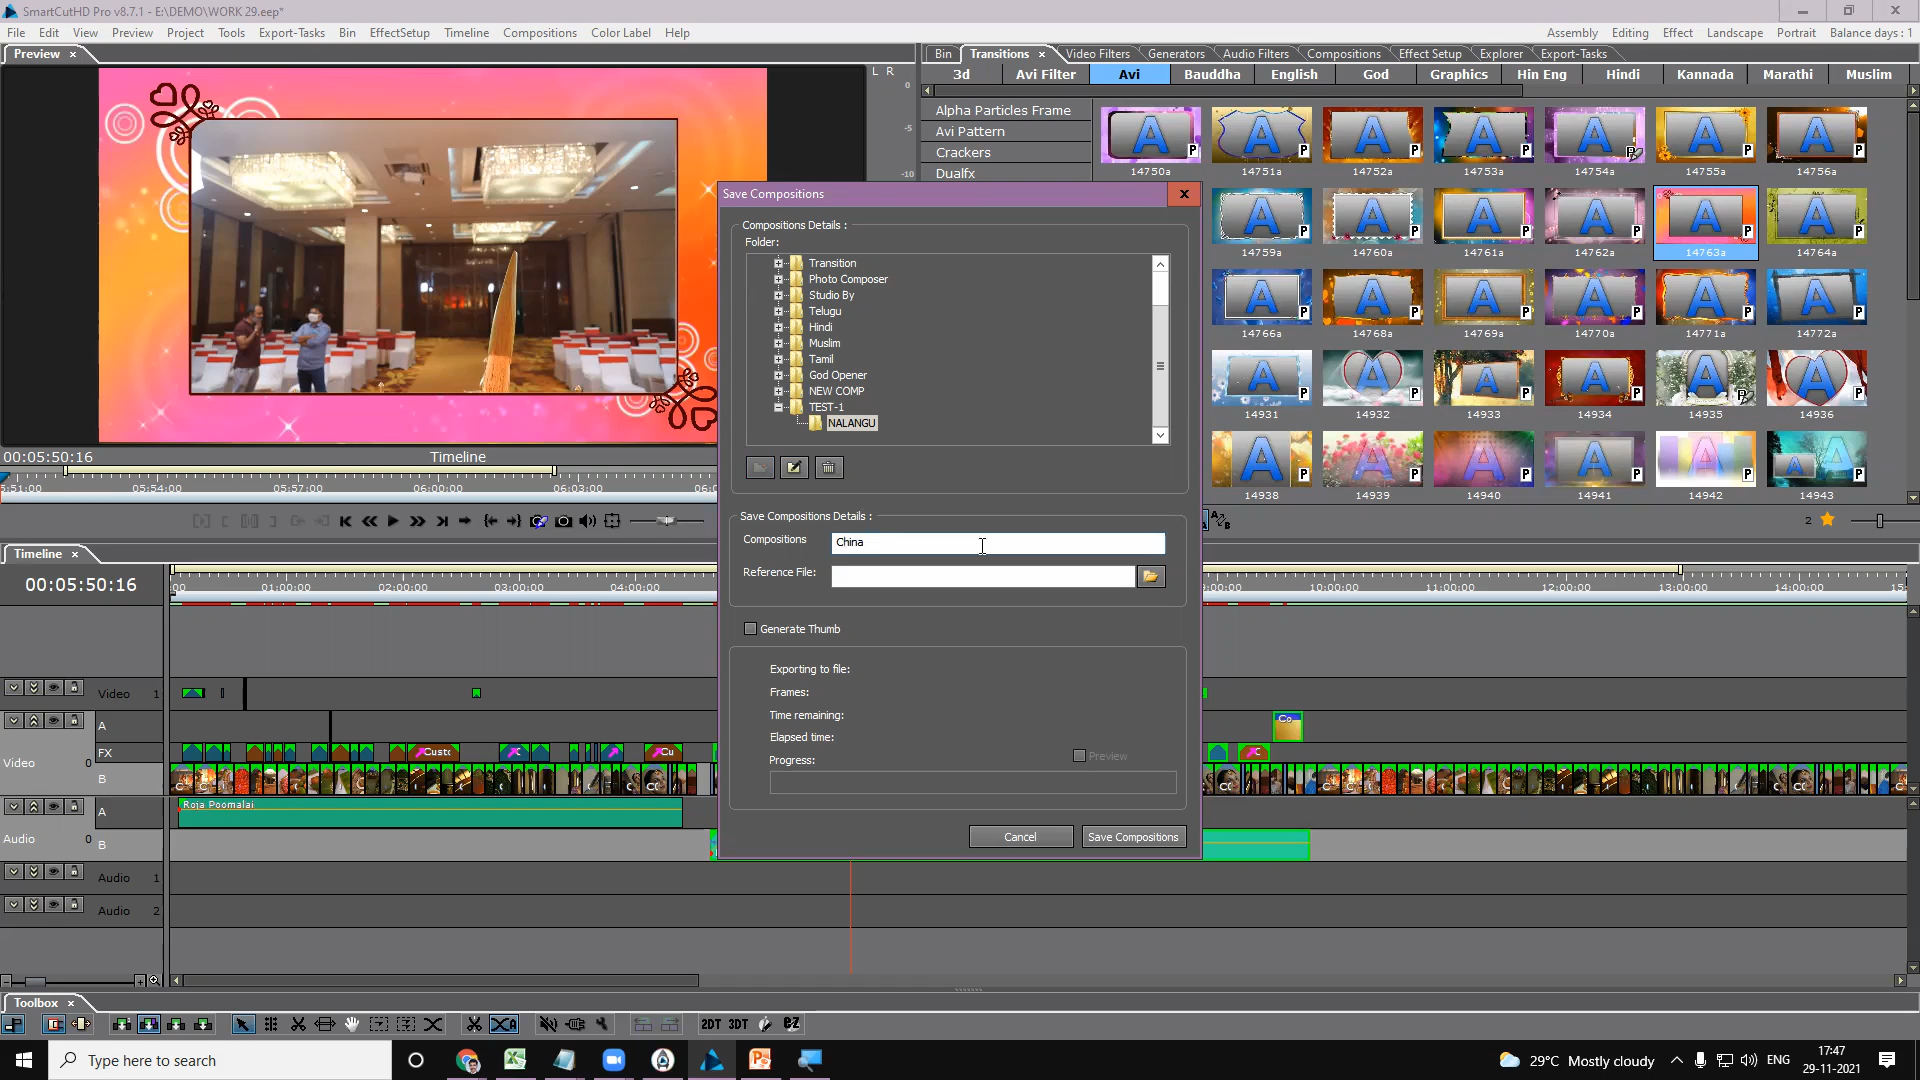 SmartCutHD Pro v8.7.1 - E:\DEMO\WORK 29.eep*
File Edit View Preview Project Tools Export-Tasks Bin EffectSetup Timeline Compositions Color Label Help
Assembly Editing Effect Landscape Portrait Balance days : 1
Preview x
L R
0
-5
-10
Bin Transitions x Video Filters Generators Audio Filters Compositions Effect Setup Explorer Export-Tasks
3d Avi Filter Avi Bauddha English God Graphics Hin Eng Hindi Kannada Marathi Muslim
Alpha Particles Frame
Avi Pattern
Crackers
Dualfx
14750a 14751a 14752a 14753a 14754a 14755a 14756a
14759a 14760a 14761a 14762a 14763a 14764a
14766a 14768a 14769a 14770a 14771a 14772a
14931 14932 14933 14934 14935 14936
14938 14939 14940 14941 14942 14943
2
Save Compositions
Compositions Details :
Folder:
Transition
Photo Composer
Studio By
Telugu
Hindi
Muslim
Tamil
God Opener
NEW COMP
TEST-1
NALANGU
Save Compositions Details :
Compositions China
Reference File:
Generate Thumb
Exporting to file:
Frames:
Time remaining:
Elapsed time:
Progress:
Preview
Cancel Save Compositions
00:05:50:16 Timeline
5:51:00 05:54:00 05:57:00 06:00:00 06:03:00
Timeline x
00:05:50:16
01:00:00 02:00:00 03:00:00 04:00:00 10:00:00 11:00:00 12:00:00 13:00:00 14:00:00
Video 1
A
FX
Video 0
B
Custo
Cu
Co
Roja Poomalai
A
Audio 0
B
Audio 1
Audio 2
Toolbox x
2DT 3DT eZ
Type here to search
29°C Mostly cloudy
ENG
17:47
29-11-2021